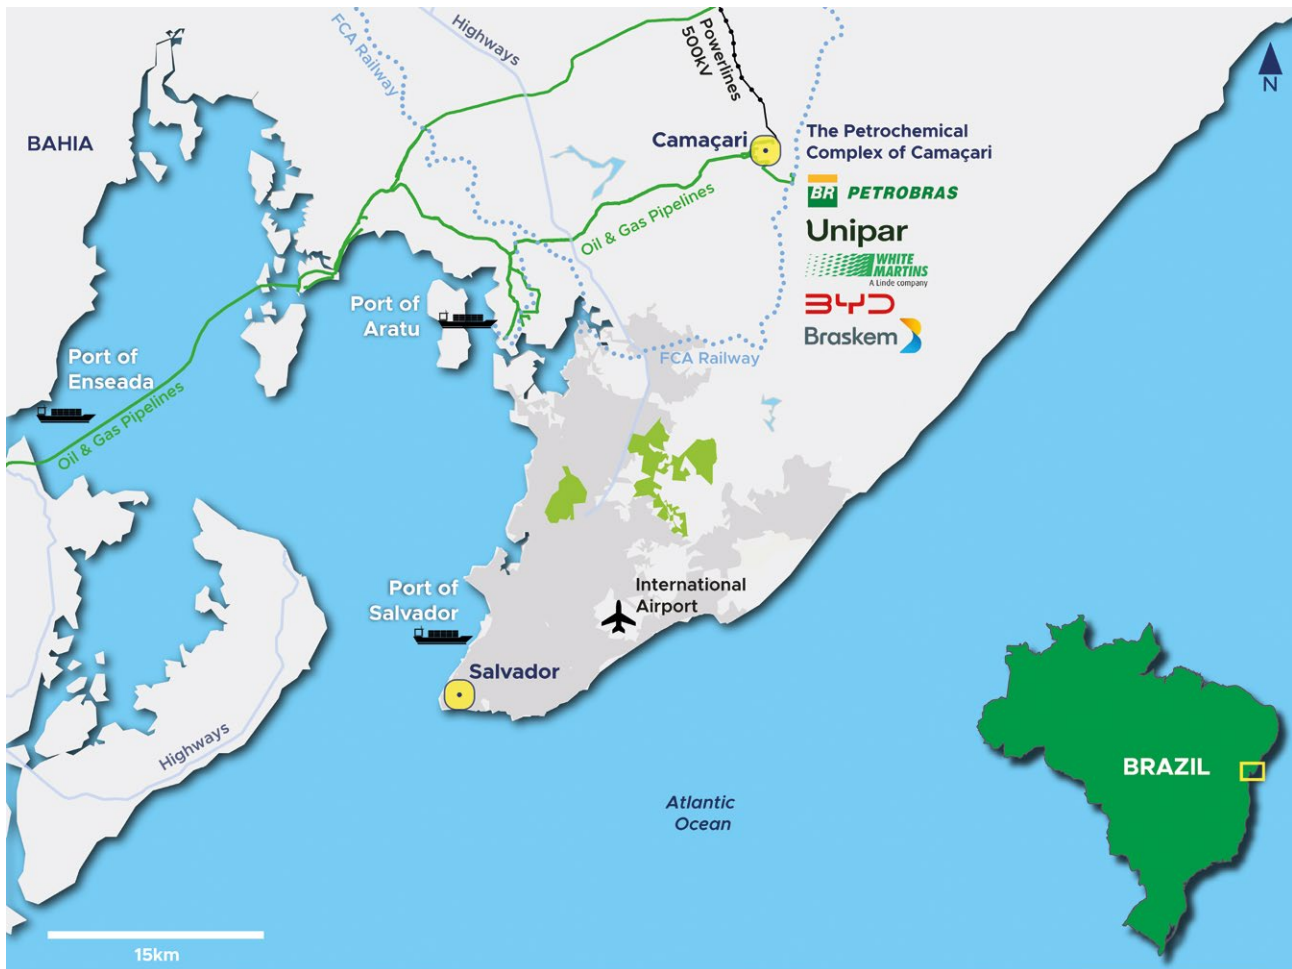 FCA Railway
Highways
Powerlines
500kV
N
BAHIA
Camaçari
The Petrochemical
Complex of Camaçari
BR PETROBRAS
Oil & Gas Pipelines
Unipar
WHITE
MARTINS
A Linde company
Port of
Aratu
BYD
Braskem
Port of
Enseada
FCA Railway
Oil & Gas Pipelines
Port of
Salvador
International
Airport
Salvador
Highways
BRAZIL
Atlantic
Ocean
15km